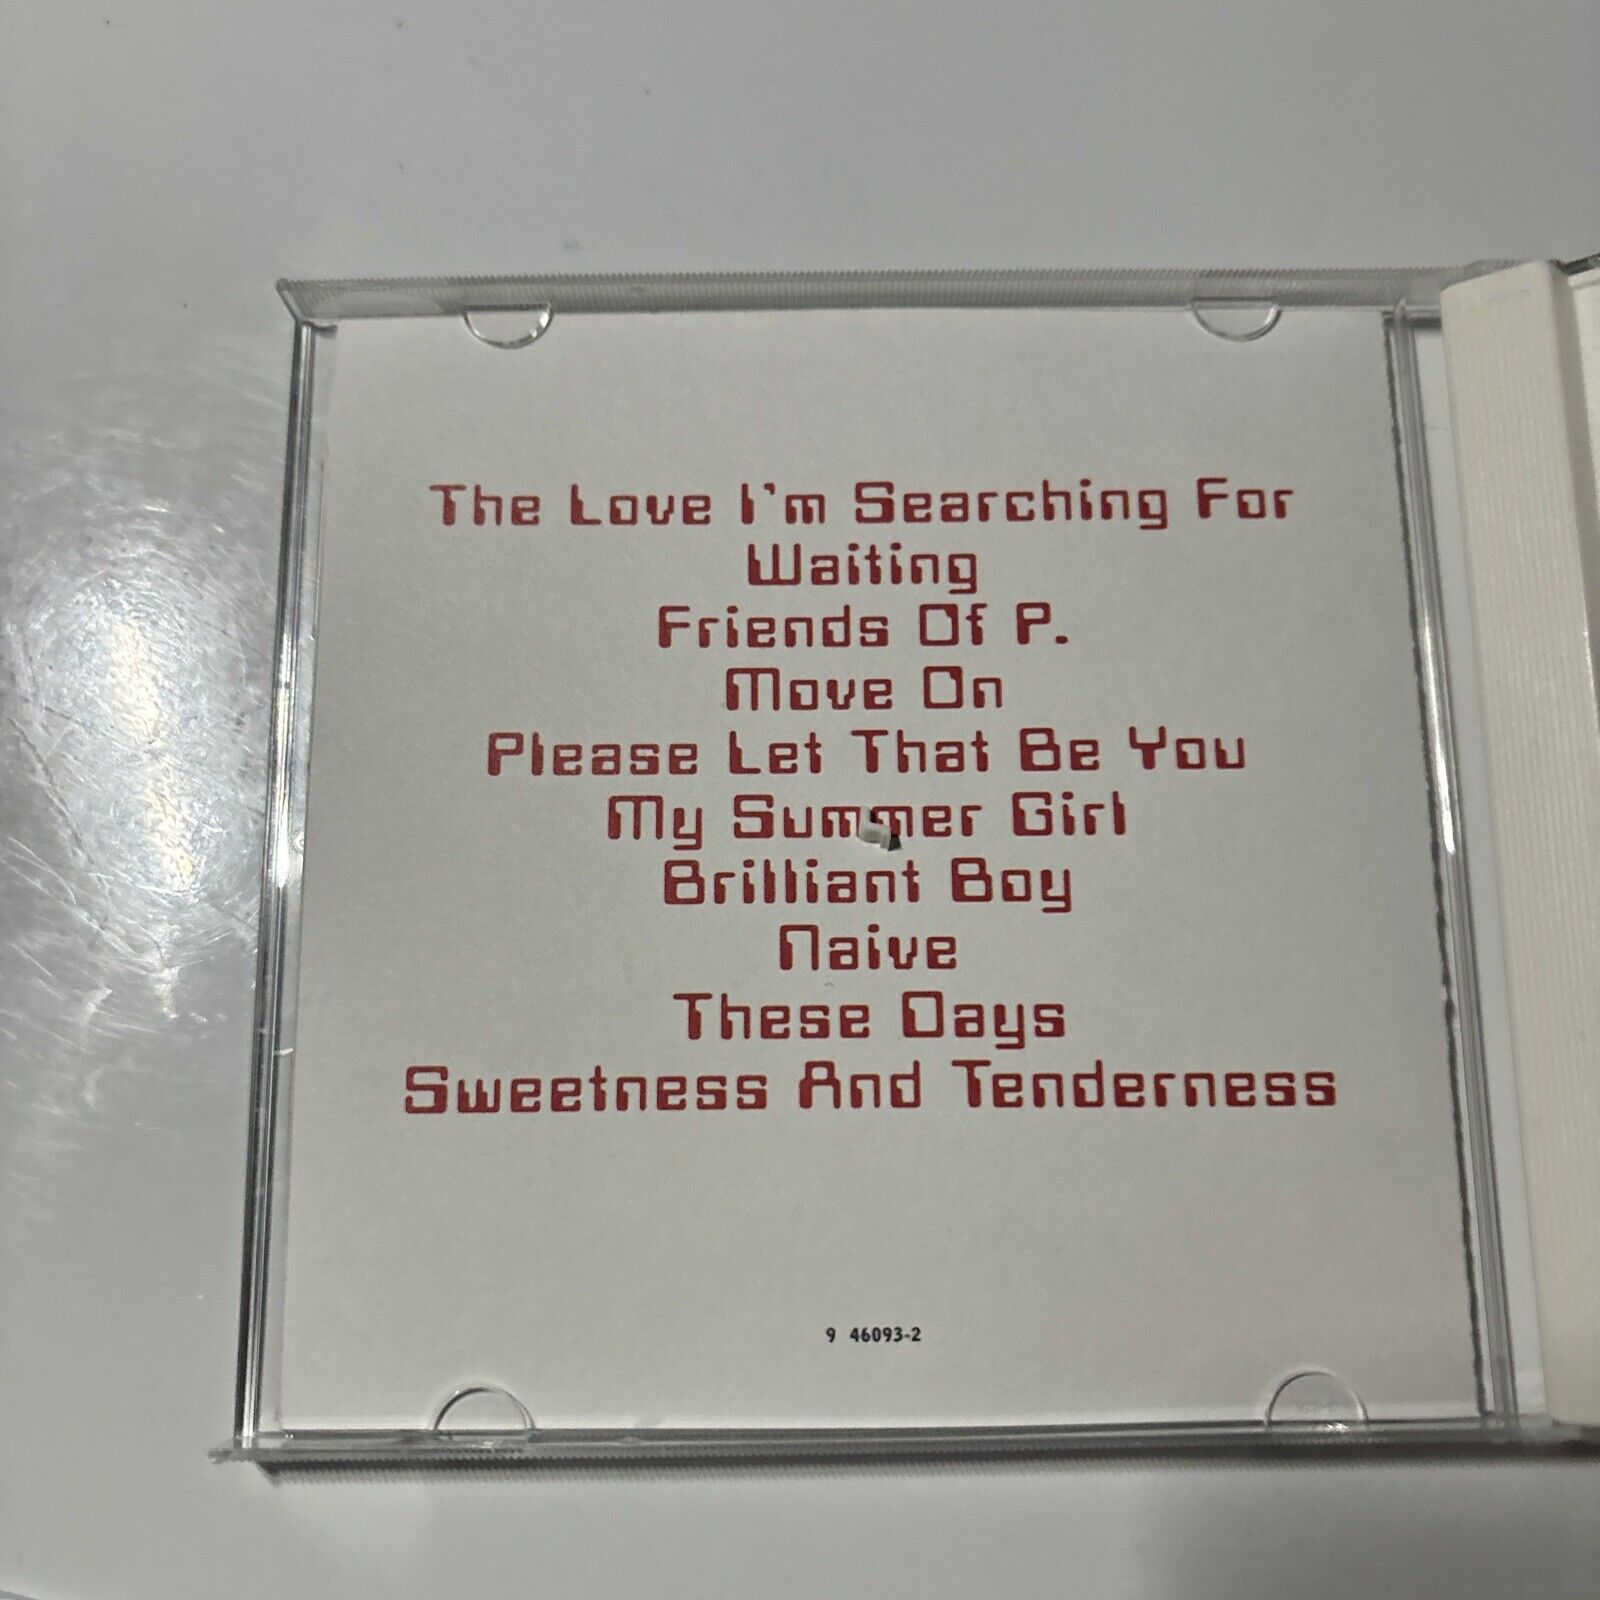 The Love I'm Searching For
Waiting
Friends Of P.
Move On
Please Let That Be You
My Summer Girl
Brilliant Boy
Naive
These Days
Sweetness And Tenderness
9 46093-2